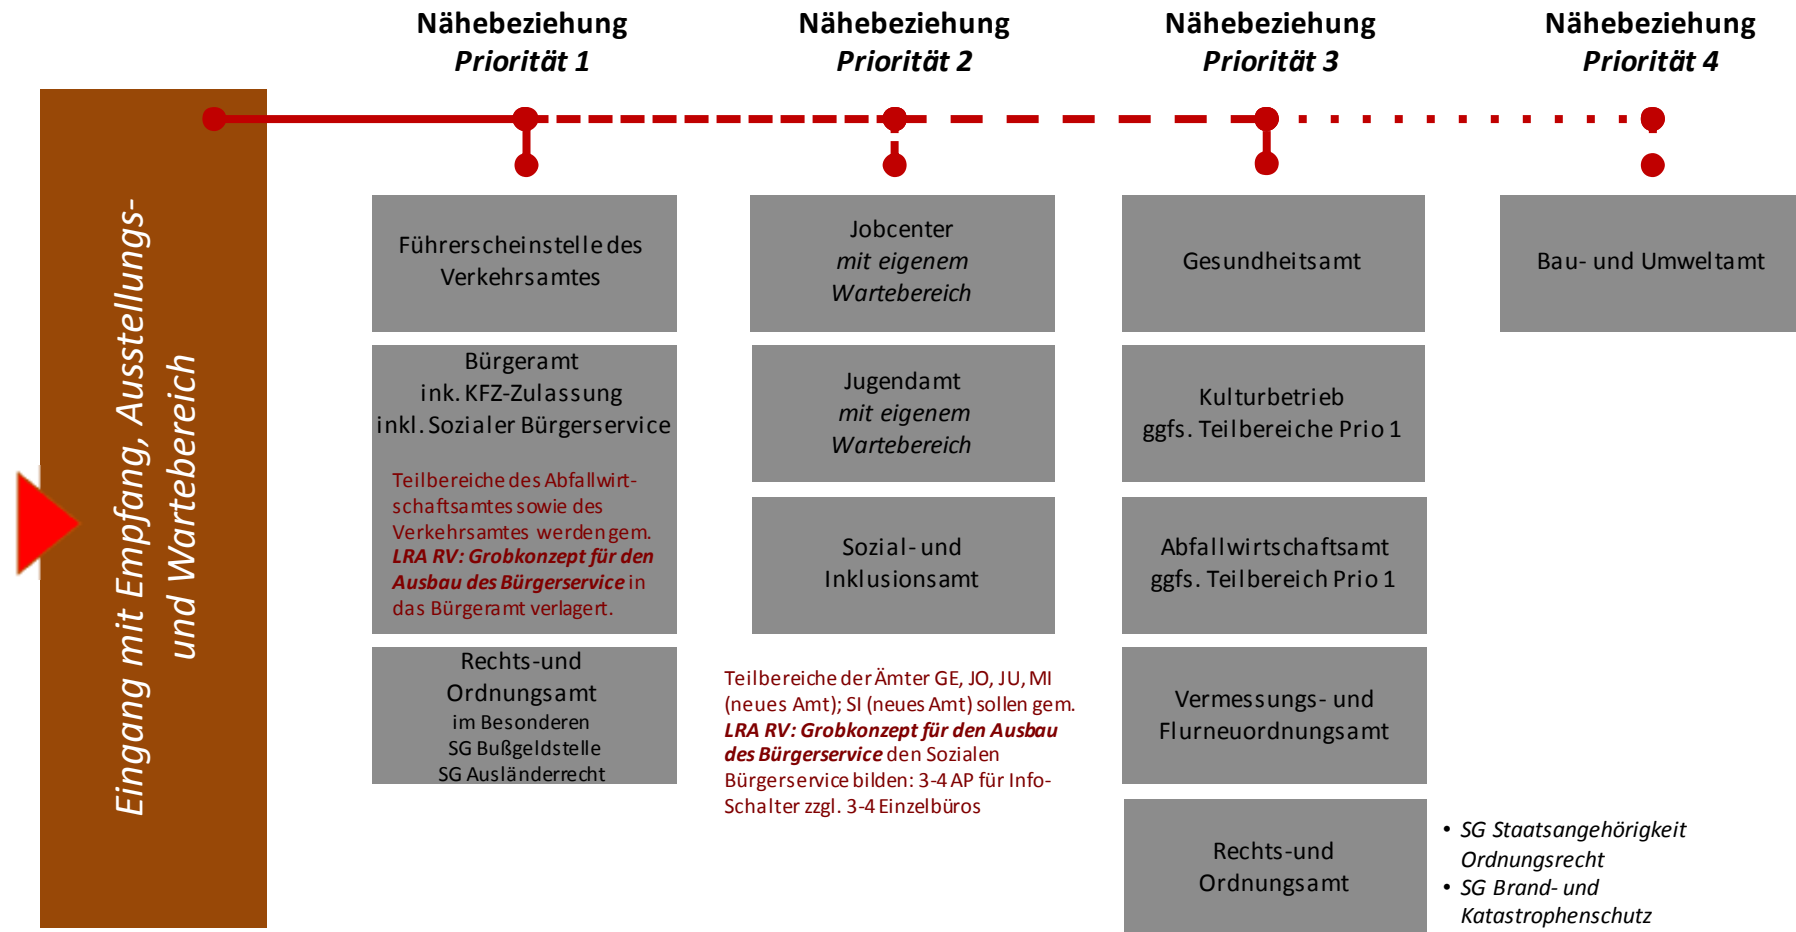 Nähebeziehung
Priorität 1
Nähebeziehung
Priorität 2
Nähebeziehung
Priorität 3
Nähebeziehung
Priorität 4
Eingang mit Empfang, Ausstellungs-
und Wartebereich
Führerscheinstelle des
Verkehrsamtes
Bürgeramt
ink. KFZ-Zulassung
inkl. Sozialer Bürgerservice
Teilbereiche des Abfallwirt-
schaftsamtes sowie des
Verkehrsamtes werden gem.
LRA RV: Grobkonzept für den
Ausbau des Bürgerservice in
das Bürgeramt verlagert.
Rechts-und
Ordnungsamt
im Besonderen
SG Bußgeldstelle
SG Ausländerrecht
Jobcenter
mit eigenem
Wartebereich
Jugendamt
mit eigenem
Wartebereich
Sozial- und
Inklusionsamt
Teilbereiche der Ämter GE, JO, JU, MI
(neues Amt); SI (neues Amt) sollen gem.
LRA RV: Grobkonzept für den Ausbau
des Bürgerservice den Sozialen
Bürgerservice bilden: 3-4 AP für Info-
Schalter zzgl. 3-4 Einzelbüros
Gesundheitsamt
Kulturbetrieb
ggfs. Teilbereiche Prio 1
Abfallwirtschaftsamt
ggfs. Teilbereich Prio 1
Vermessungs- und
Flurneuordnungsamt
Rechts-und
Ordnungsamt
• SG Staatsangehörigkeit
Ordnungsrecht
• SG Brand- und
Katastrophenschutz
Bau- und Umweltamt